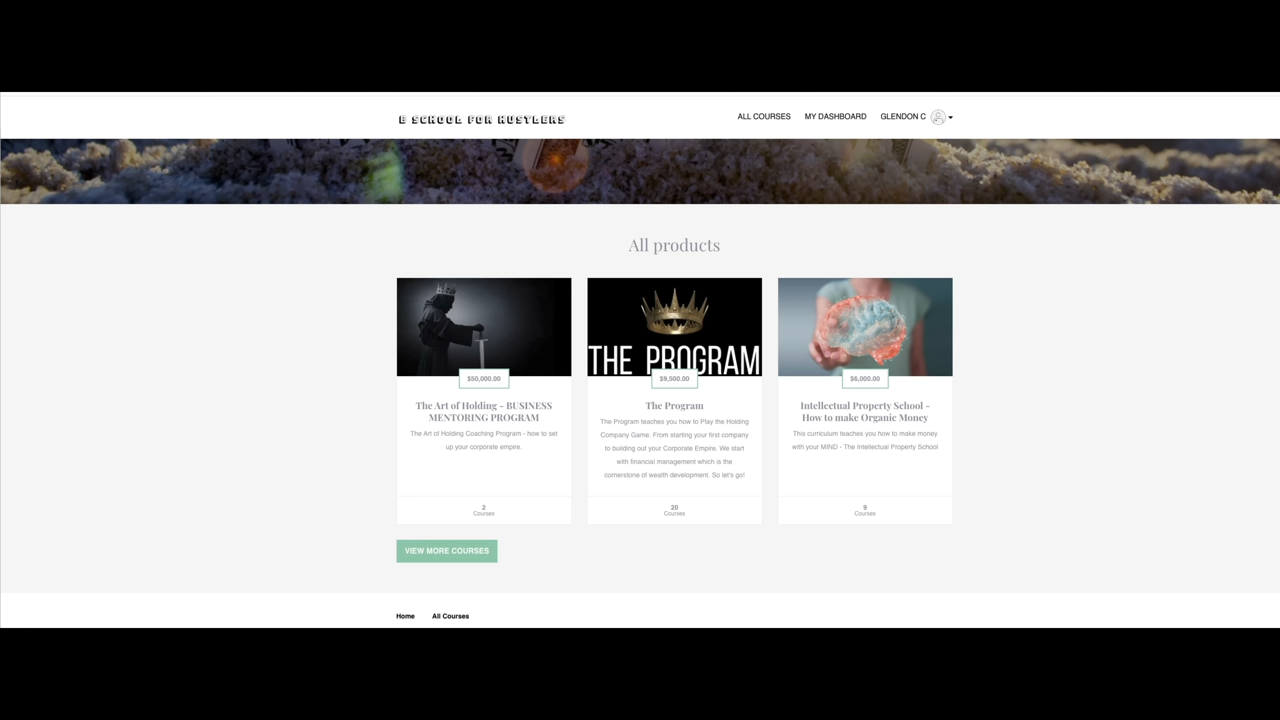 B SCHOOL FOR HUSTLERS
ALL COURSES
MY DASHBOARD
GLENDON C
All products
THE PROGRAM
$50,000.00
$9,500.00
$6,000.00
The Art of Holding - BUSINESS
MENTORING PROGRAM
The Art of Holding Coaching Program - how to set
up your corporate empire.
2
Courses
The Program
The Program teaches you how to Play the Holding
Company Game. From starting your first company
to building out your Corporate Empire. We start
with financial management which is the
cornerstone of wealth development. So let's go!
20
Courses
Intellectual Property School -
How to make Organic Money
This curriculum teaches you how to make money
with your MIND - The Intellectual Property School
9
Courses
VIEW MORE COURSES
Home
All Courses